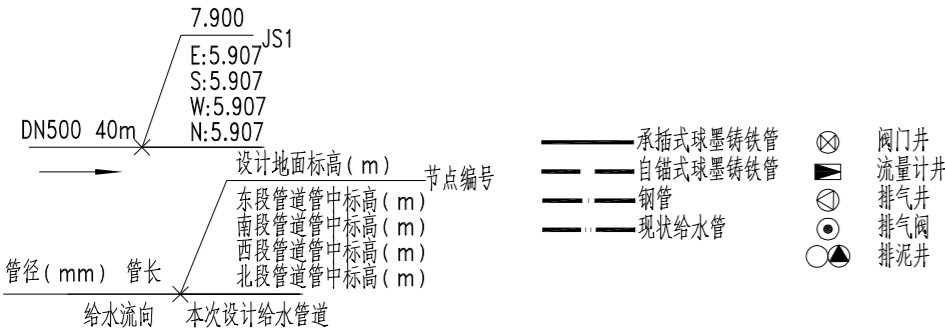 7.900
JS1
E:5.907
S:5.907
W:5.907
N:5.907
DN500 40m
设计地面标高(m)
节点编号
东段管道管中标高(m)
南段管道管中标高(m)
西段管道管中标高(m)
北段管道管中标高(m)
管径(mm) 管长
给水流向 本次设计给水管道
承插式球墨铸铁管 阀门井
自锚式球墨铸铁管 流量计井
钢管 排气井
现状给水管 排气阀
排泥井